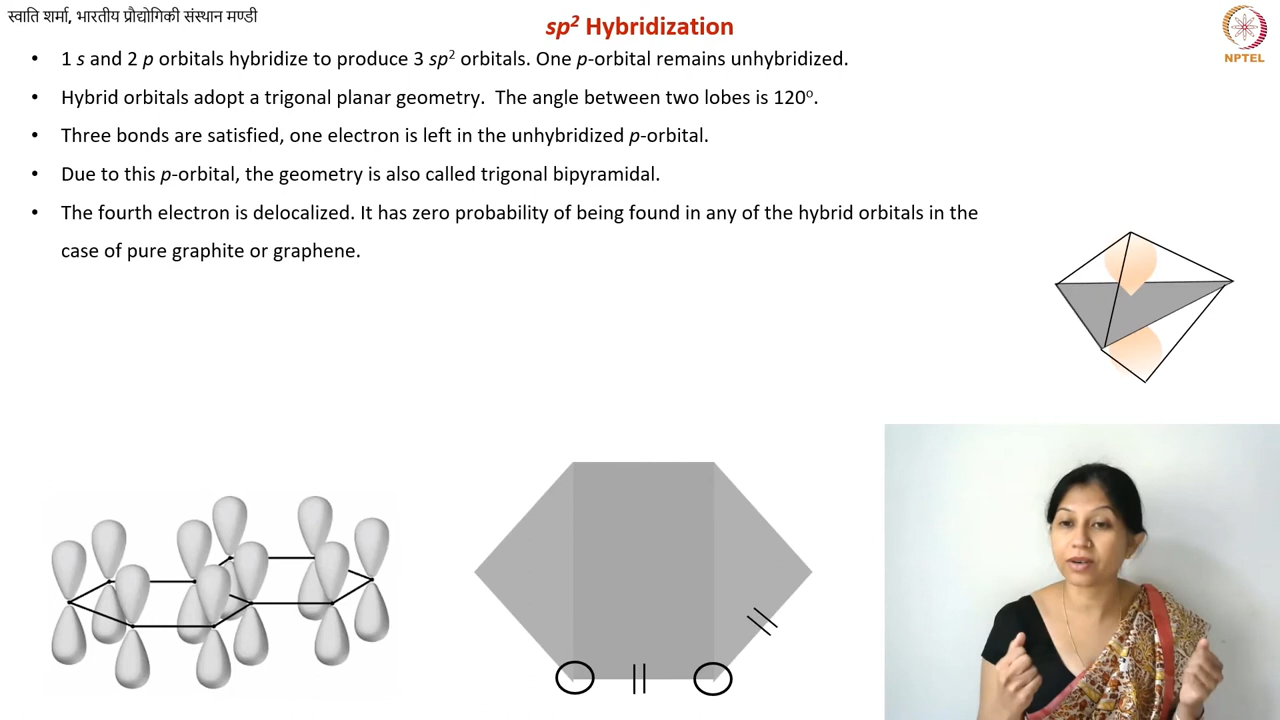 स्वाति शर्मा, भारतीय प्रौद्योगिकी संस्थान मण्डी
sp² Hybridization
NPTEL
• 1 s and 2 p orbitals hybridize to produce 3 sp² orbitals. One p-orbital remains unhybridized.
• Hybrid orbitals adopt a trigonal planar geometry. The angle between two lobes is 120º.
• Three bonds are satisfied, one electron is left in the unhybridized p-orbital.
• Due to this p-orbital, the geometry is also called trigonal bipyramidal.
• The fourth electron is delocalized. It has zero probability of being found in any of the hybrid orbitals in the
case of pure graphite or graphene.